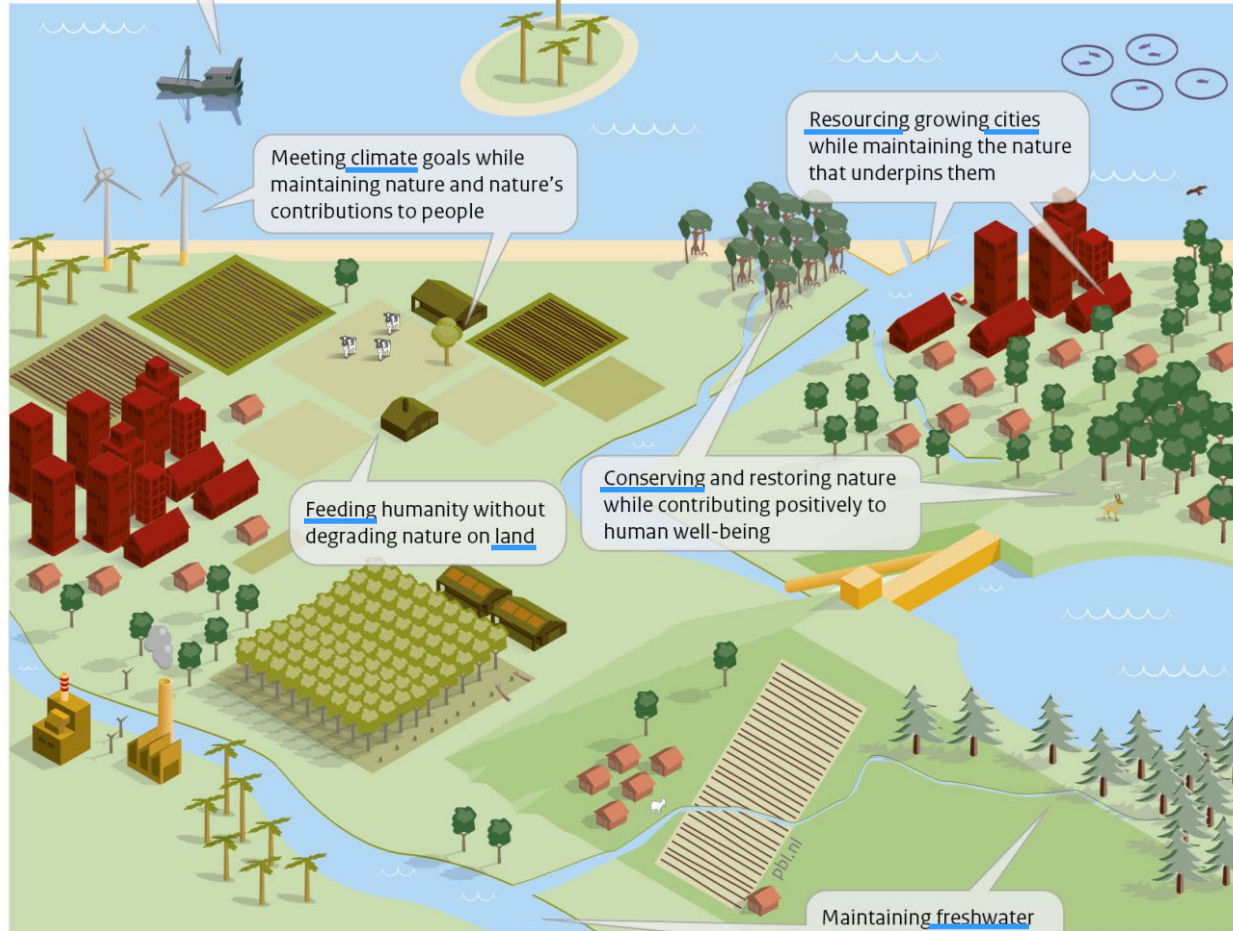 Resourcing growing cities
while maintaining the nature
that underpins them
Meeting climate goals while
maintaining nature and nature’s
contributions to people
Conserving and restoring nature
while contributing positively to
human well-being
Feeding humanity without
degrading nature on land
pbl.nl
Maintaining freshwater